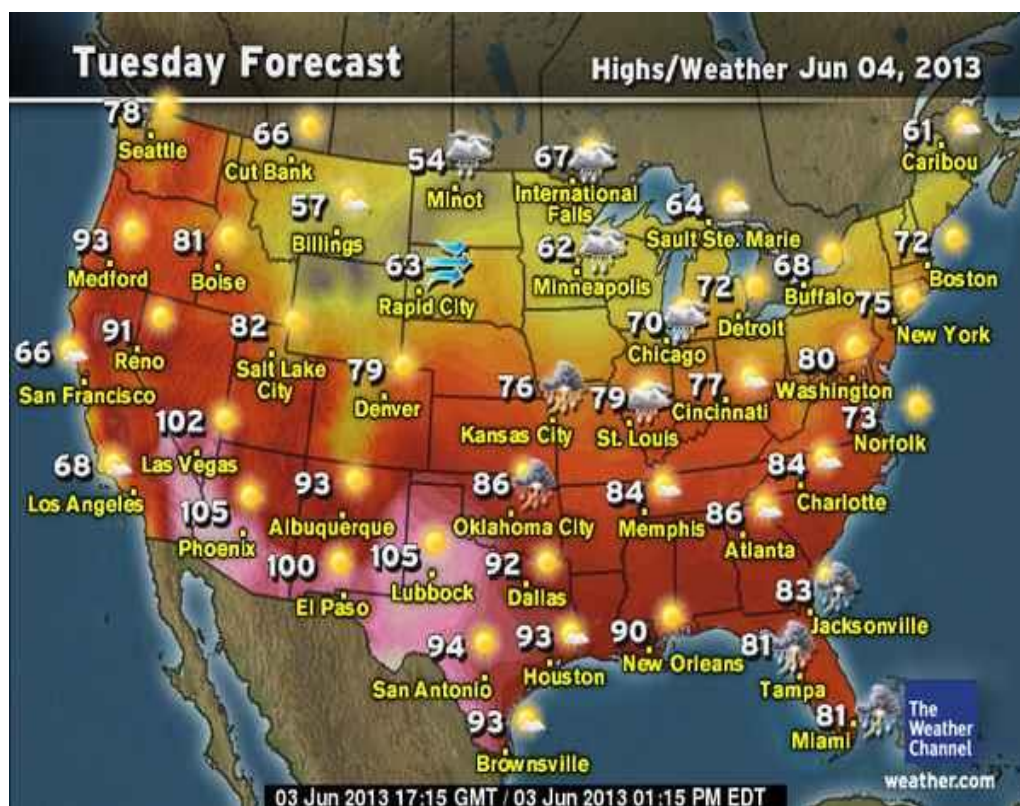 Tuesday Forecast
Highs/Weather Jun 04, 2013
78
Seattle
66
Cut Bank
54
Minot
67
International
Falls
61
Caribou
57
Billings
64
Sault Ste. Marie
93
Medford
81
Boise
63
Rapid City
62
Minneapolis
72
Detroit
68
Buffalo
72
Boston
75
New York
66
San Francisco
91
Reno
82
Salt Lake
City
79
Denver
70
Chicago
76
Kansas City
79
St. Louis
77
Cincinnati
80
Washington
73
Norfolk
102
Las Vegas
68
Los Angeles
105
Phoenix
93
Albuquerque
86
Oklahoma City
84
Memphis
84
Charlotte
86
Atlanta
100
El Paso
105
Lubbock
92
Dallas
83
Jacksonville
94
San Antonio
93
Houston
90
New Orleans
81
Tampa
93
Brownsville
81
Miami
The
Weather
Channel
weather.com
03 Jun 2013 17:15 GMT / 03 Jun 2013 01:15 PM EDT